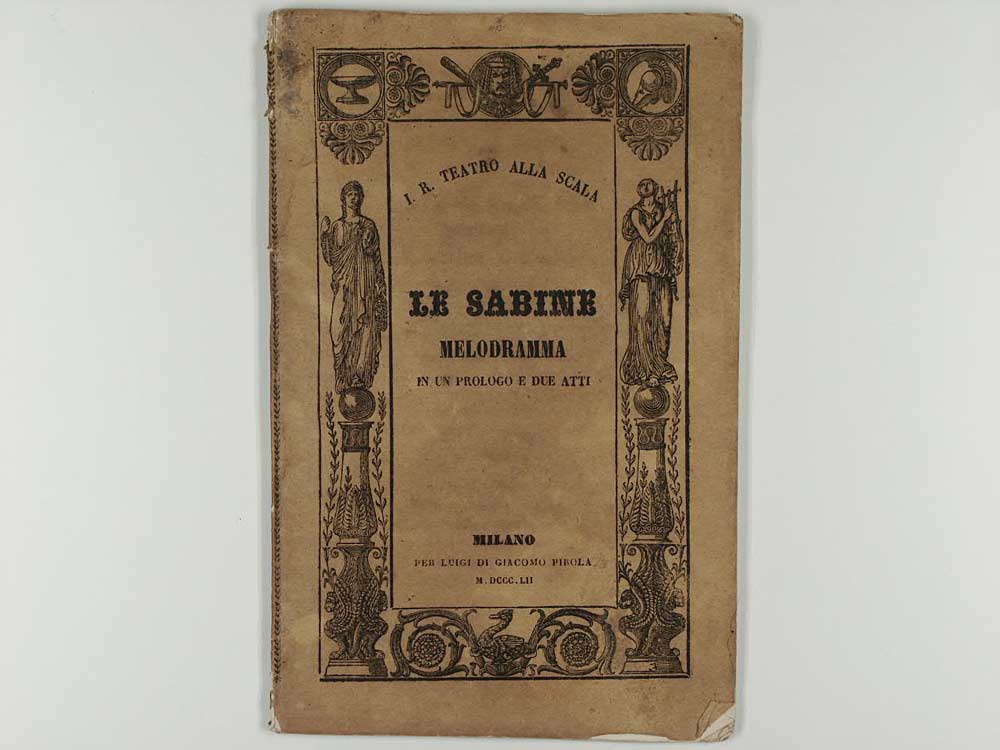 I. R. TEATRO ALLA SCALA
LE SABINE
MELODRAMMA
IN UN PROLOGO E DUE ATTI
MILANO
PER LUIGI DI GIACOMO PIROLA
M. DCCC. LII